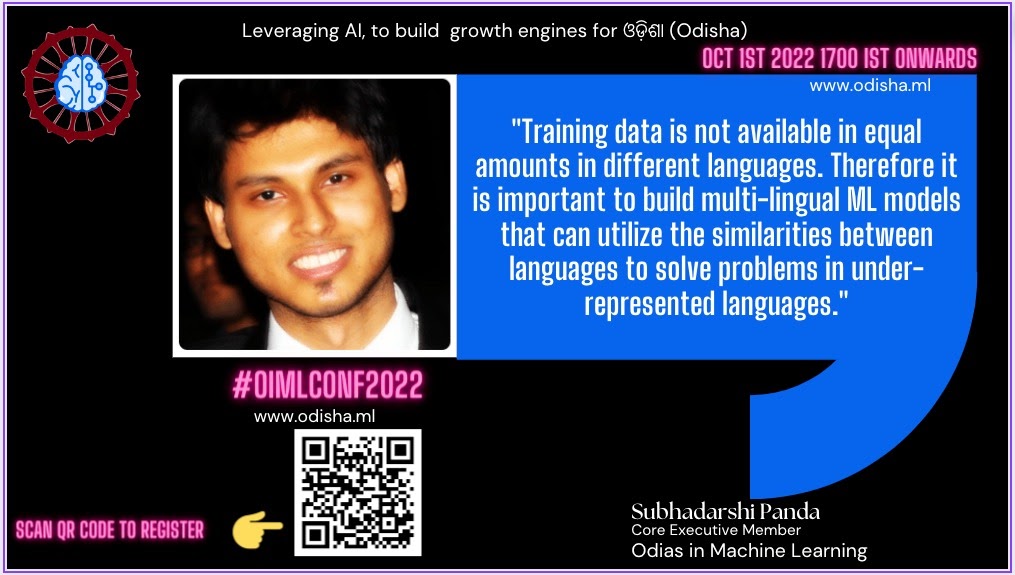 Leveraging AI, to build growth engines for ଓଡ଼ିଶା (Odisha)
OCT 1ST 2022 1700 IST ONWARDS
www.odisha.ml
"Training data is not available in equal
amounts in different languages. Therefore it
is important to build multi-lingual ML models
that can utilize the similarities between
languages to solve problems in under-
represented languages."
#OIMLCONF2022
www.odisha.ml
SCAN QR CODE TO REGISTER
Subhadarshi Panda
Core Executive Member
Odias in Machine Learning